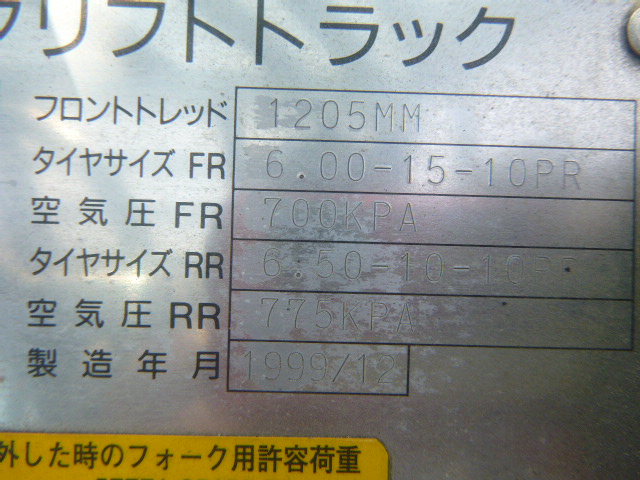 フリフトトラック
フロントトレッド 1205MM
タイヤサイズ FR 6.00-15-10PR
空気圧 FR 700KPA
タイヤサイズ RR 6.50-10-10PR
空気圧 RR 775KPA
製造年月 1999/12
外した時のフォーク用許容荷重